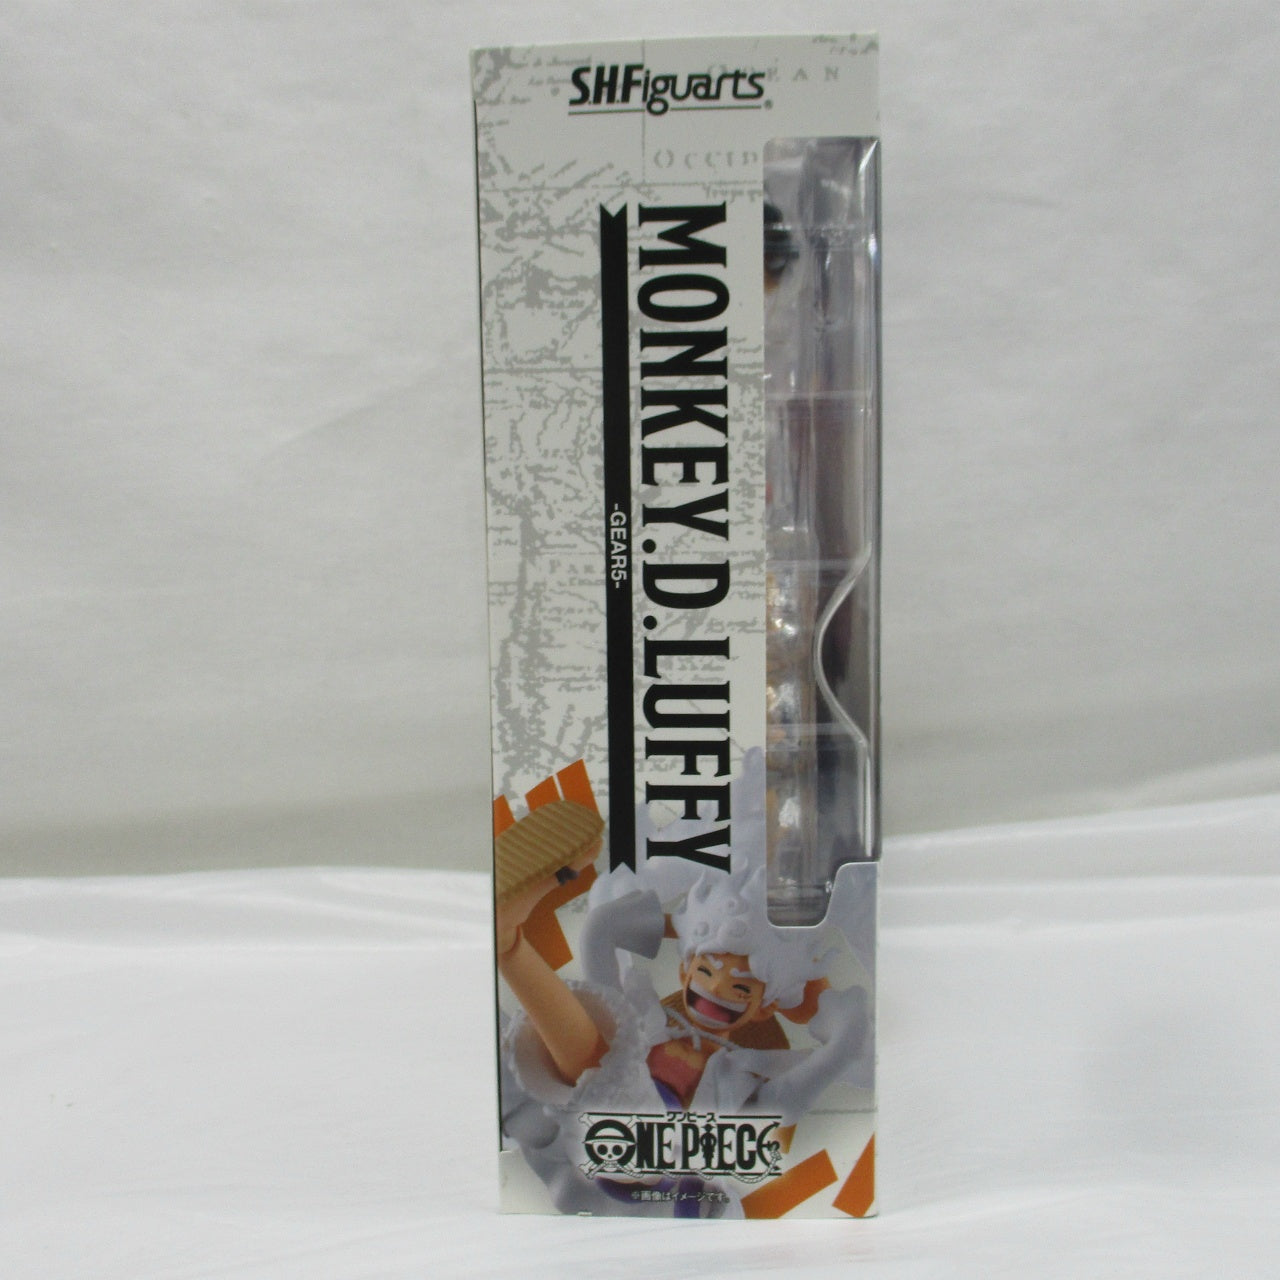 S.H.Figuarts
OCEAN
OCCID
MONKEY.D.LUFFY
-GEAR5-
ワンピース
ONE PIECE
※画像はイメージです。